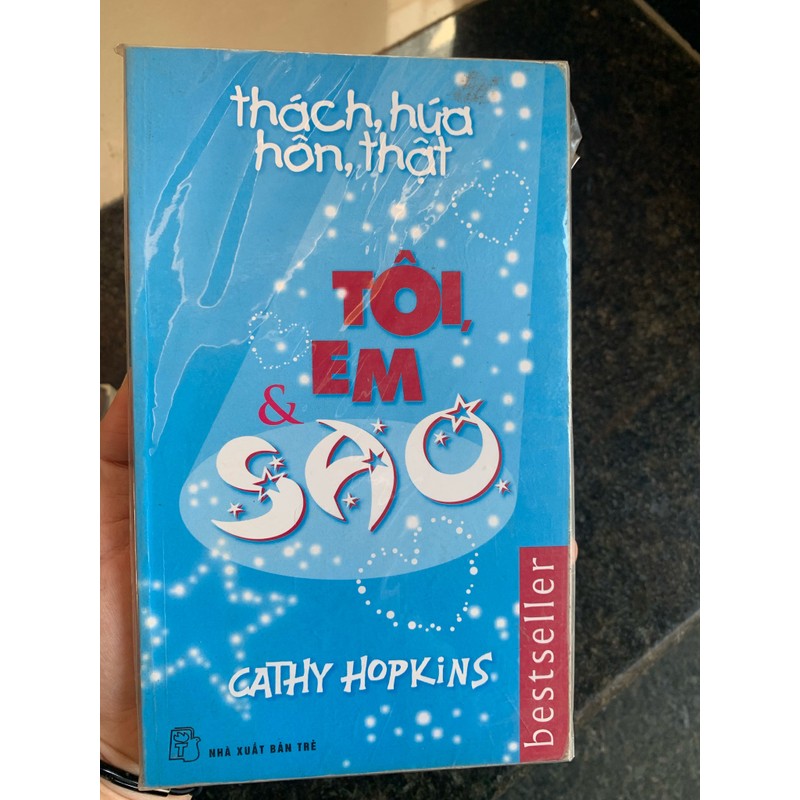 thách, hứa
hôn, thật
TÔI,
EM
& SAO
CATHY HOPKINS
bestseller
NHÀ XUẤT BẢN TRẺ